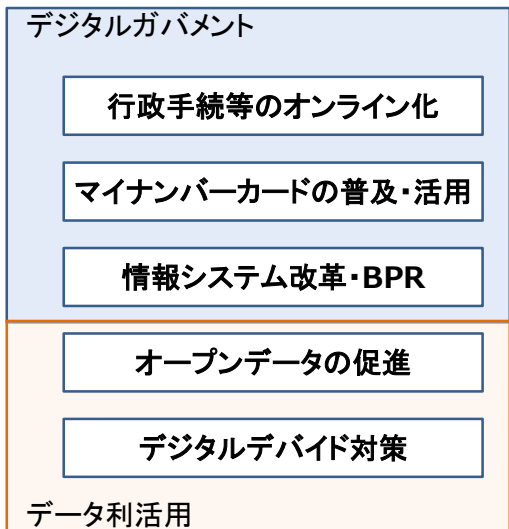 デジタルガバメント
行政手続等のオンライン化
マイナンバーカードの普及・活用
情報システム改革・BPR
オープンデータの促進
デジタルデバイド対策
データ利活用